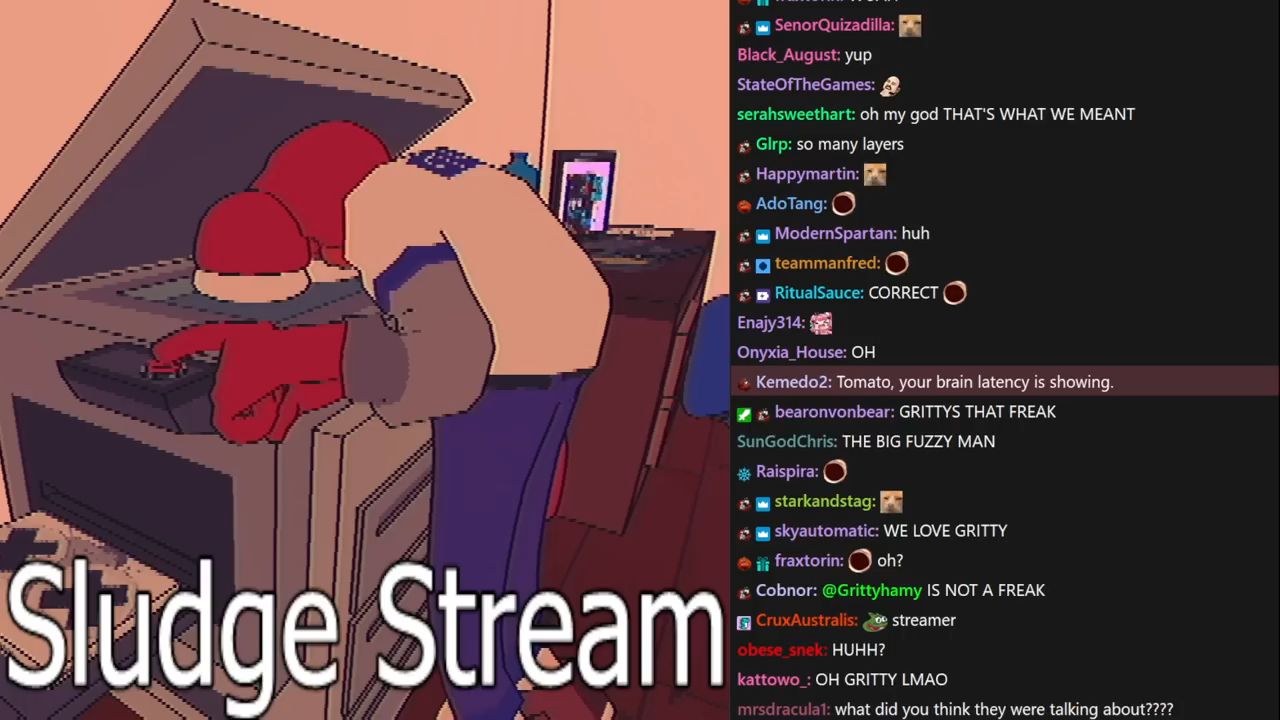 SenorQuizadilla:
Black_August: yup
StateOfTheGames:
serahsweethart: oh my god THAT'S WHAT WE MEANT
Glrp: so many layers
Happymartin:
AdoTang:
ModernSpartan: huh
teammanfred:
RitualSauce: CORRECT
Enajy314:
Onyxia_House: OH
Kemedo2: Tomato, your brain latency is showing.
bearonvonbear: GRITTYS THAT FREAK
SunGodChris: THE BIG FUZZY MAN
Raispira:
starkandstag:
skyautomatic: WE LOVE GRITTY
fraxtorin: oh?
Cobnor: @Grittyhamy IS NOT A FREAK
CruxAustralis: streamer
obese_snek: HUHH?
kattowo_: OH GRITTY LMAO
mrsdracula1: what did you think they were talking about????
Sludge Stream